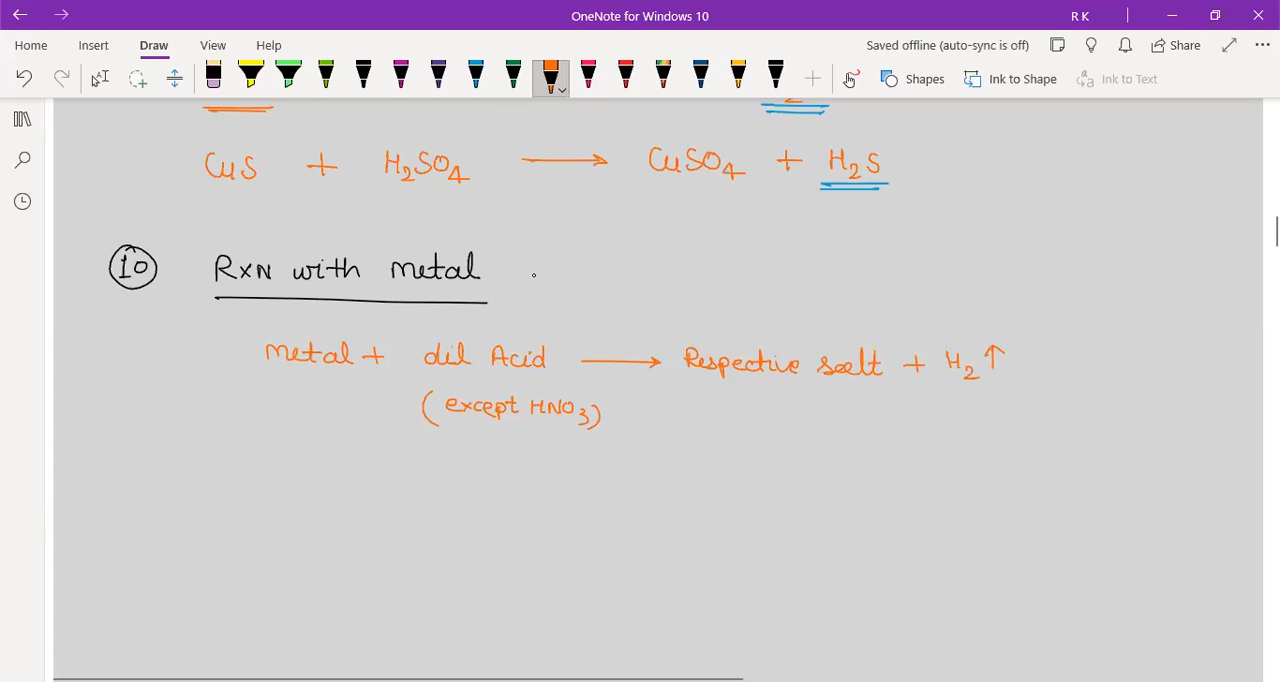 OneNote for Windows 10
R K
Home Insert Draw View Help
Saved offline (auto-sync is off) Share
Shapes Ink to Shape Ink to Text
CuS + H2SO4 ⟶ CuSO4 + H2S
10 Rxn with metal
metal + dil Acid ⟶ Respective salt + H2 ↑
(except HNO3)